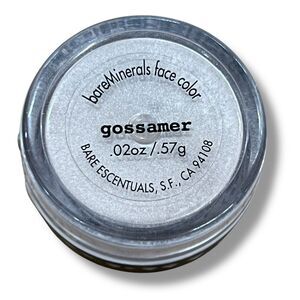 bareMinerals face color
gossamer
.02oz/.57g
BARE ESCENTUALS, S.F., CA 94108